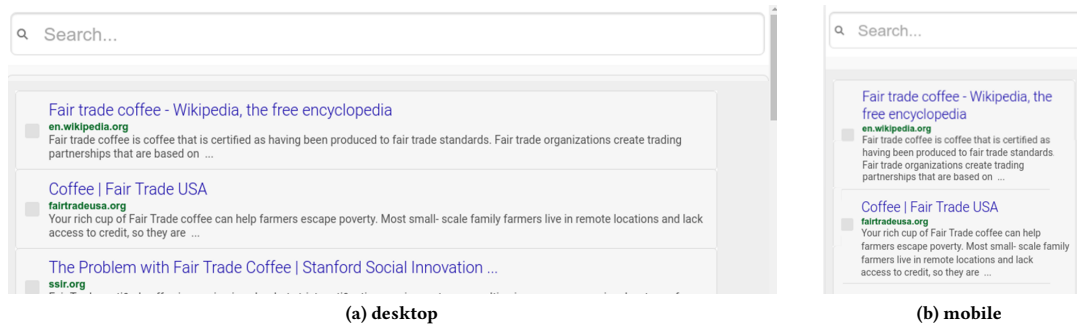 Search...
Fair trade coffee - Wikipedia, the free encyclopedia
en.wikipedia.org
Fair trade coffee is coffee that is certified as having been produced to fair trade standards. Fair trade organizations create trading
partnerships that are based on ...
Coffee | Fair Trade USA
fairtradeusa.org
Your rich cup of Fair Trade coffee can help farmers escape poverty. Most small- scale family farmers live in remote locations and lack
access to credit, so they are ...
The Problem with Fair Trade Coffee | Stanford Social Innovation ...
ssir.org
(a) desktop
Search...
Fair trade coffee - Wikipedia, the
free encyclopedia
en.wikipedia.org
Fair trade coffee is coffee that is certified as
having been produced to fair trade standards.
Fair trade organizations create trading
partnerships that are based on ...
Coffee | Fair Trade USA
fairtradeusa.org
Your rich cup of Fair Trade coffee can help
farmers escape poverty. Most small- scale family
farmers live in remote locations and lack
access to credit, so they are ...
(b) mobile